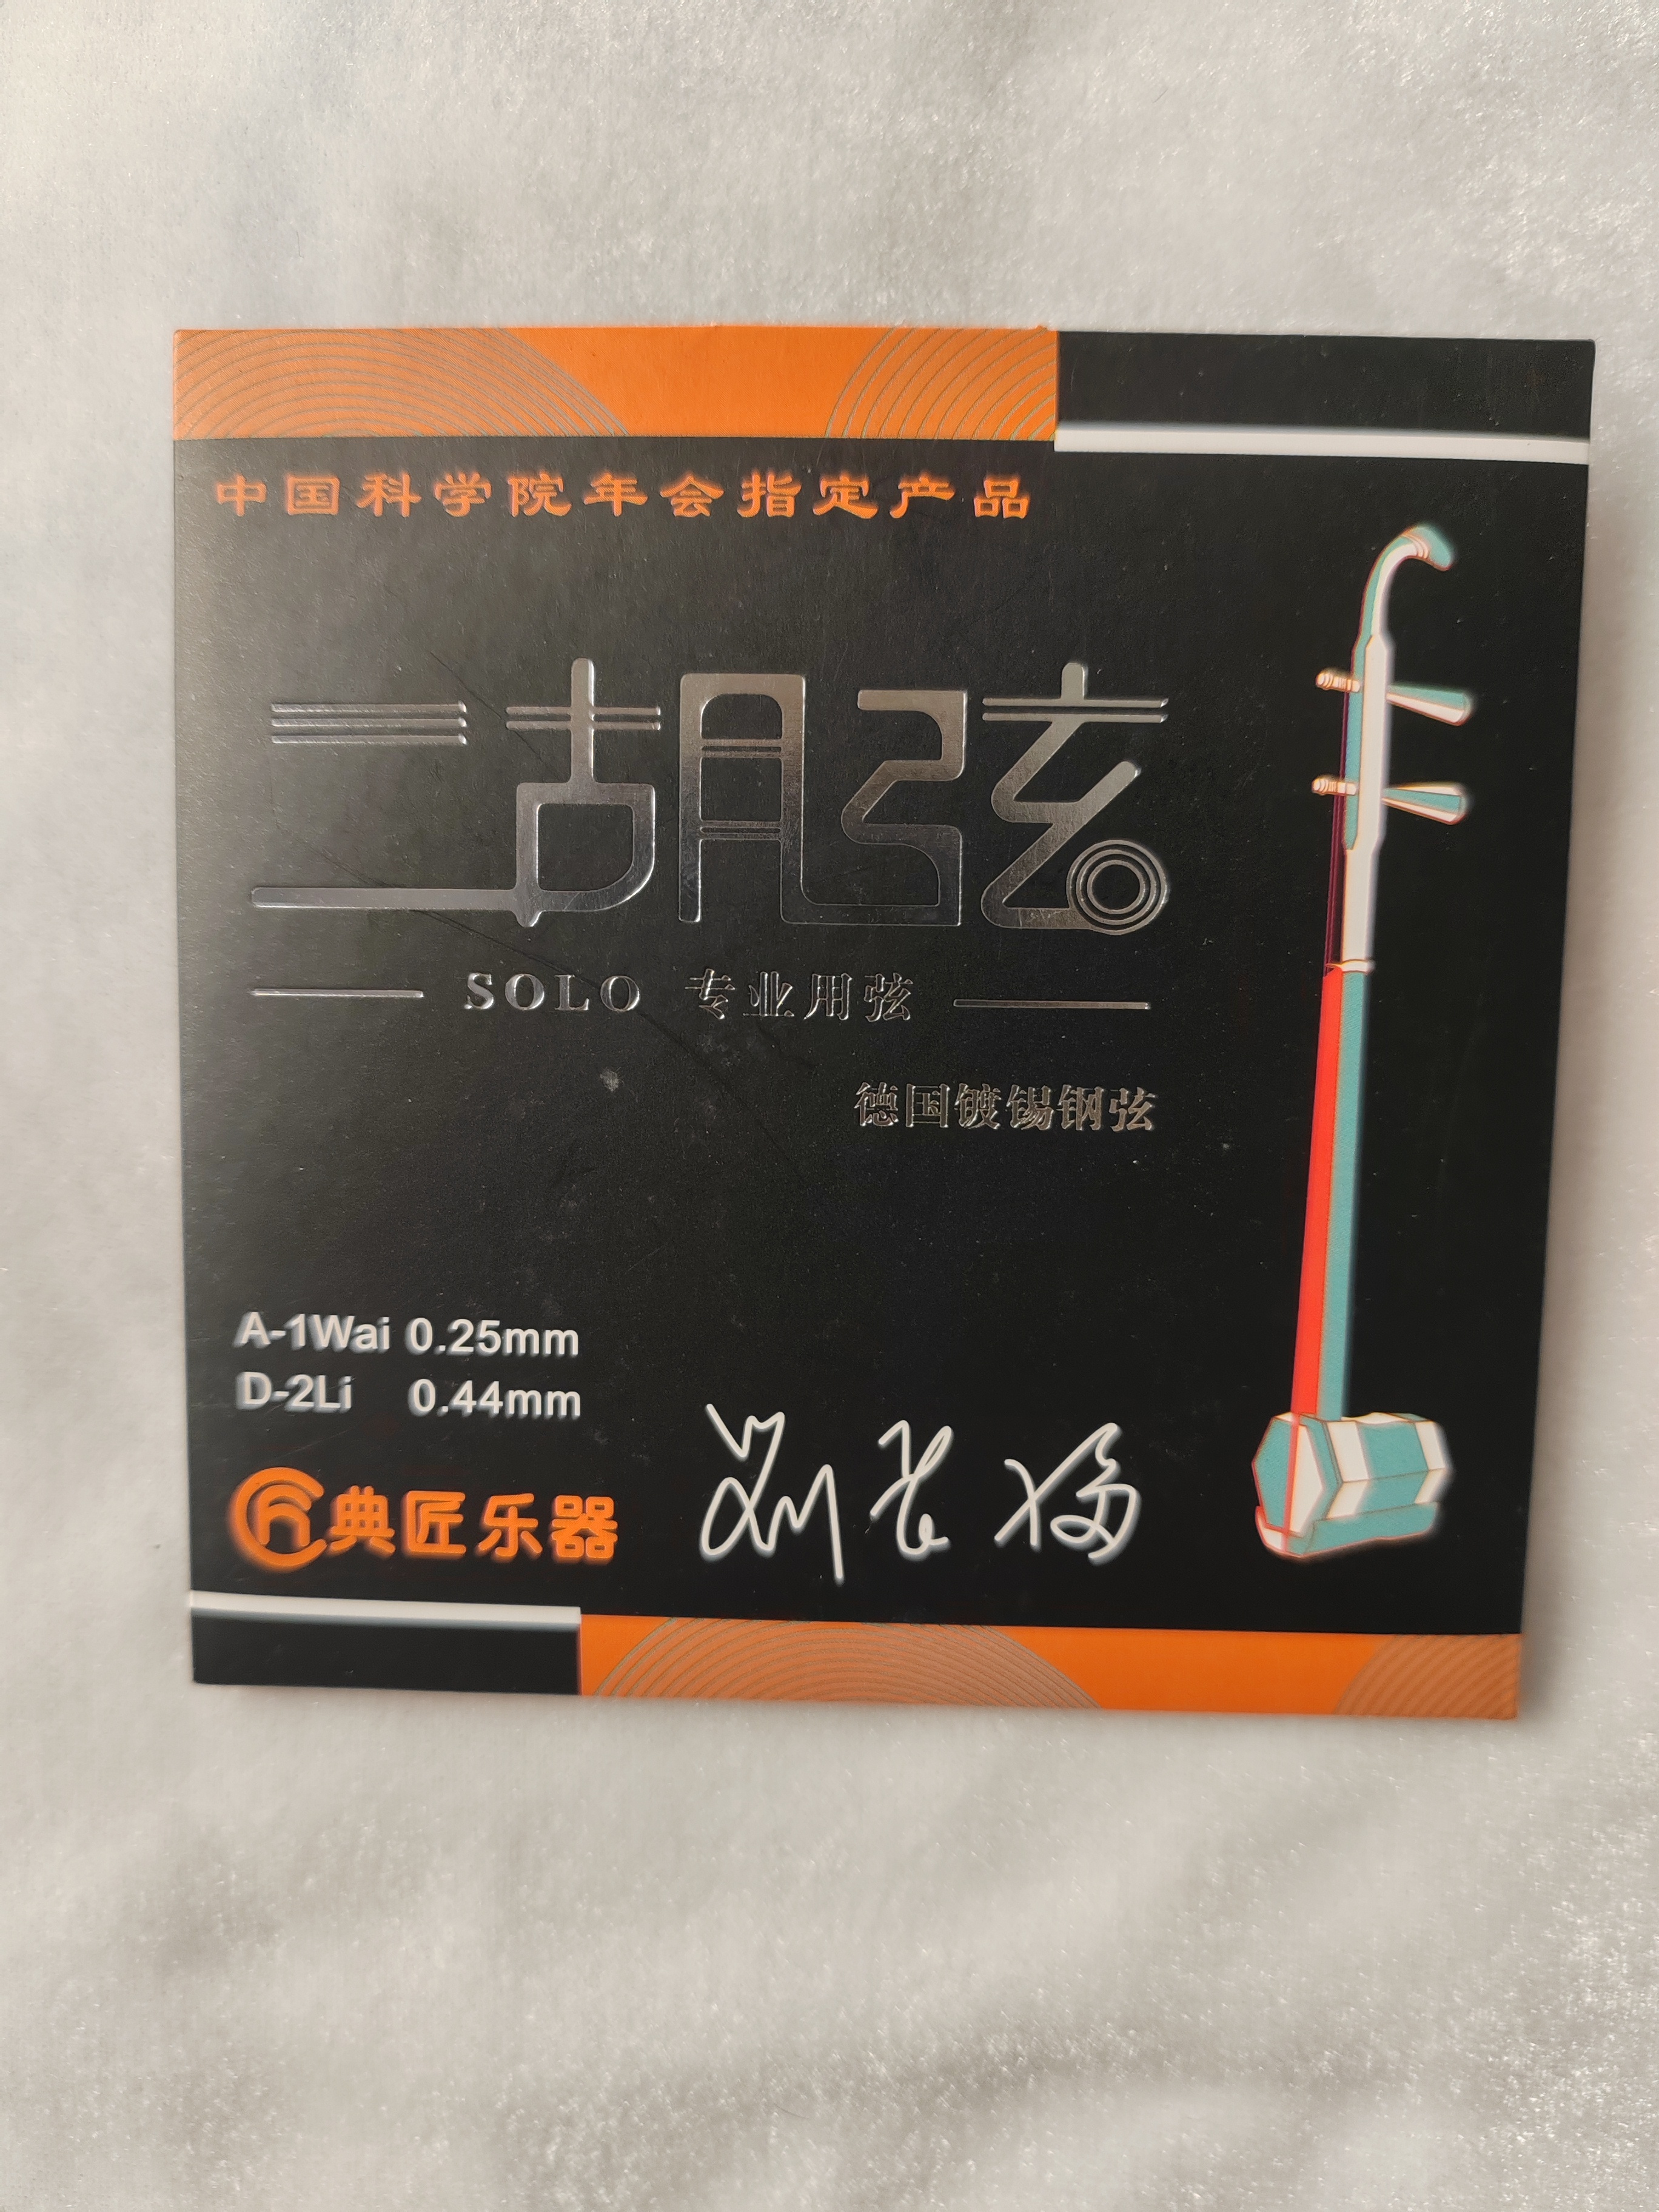 中国科学院年会指定产品
二胡弦
SOLO 专业用弦
德国镀锡钢弦
A-1Wai 0.25mm
D-2Li 0.44mm
典匠乐器